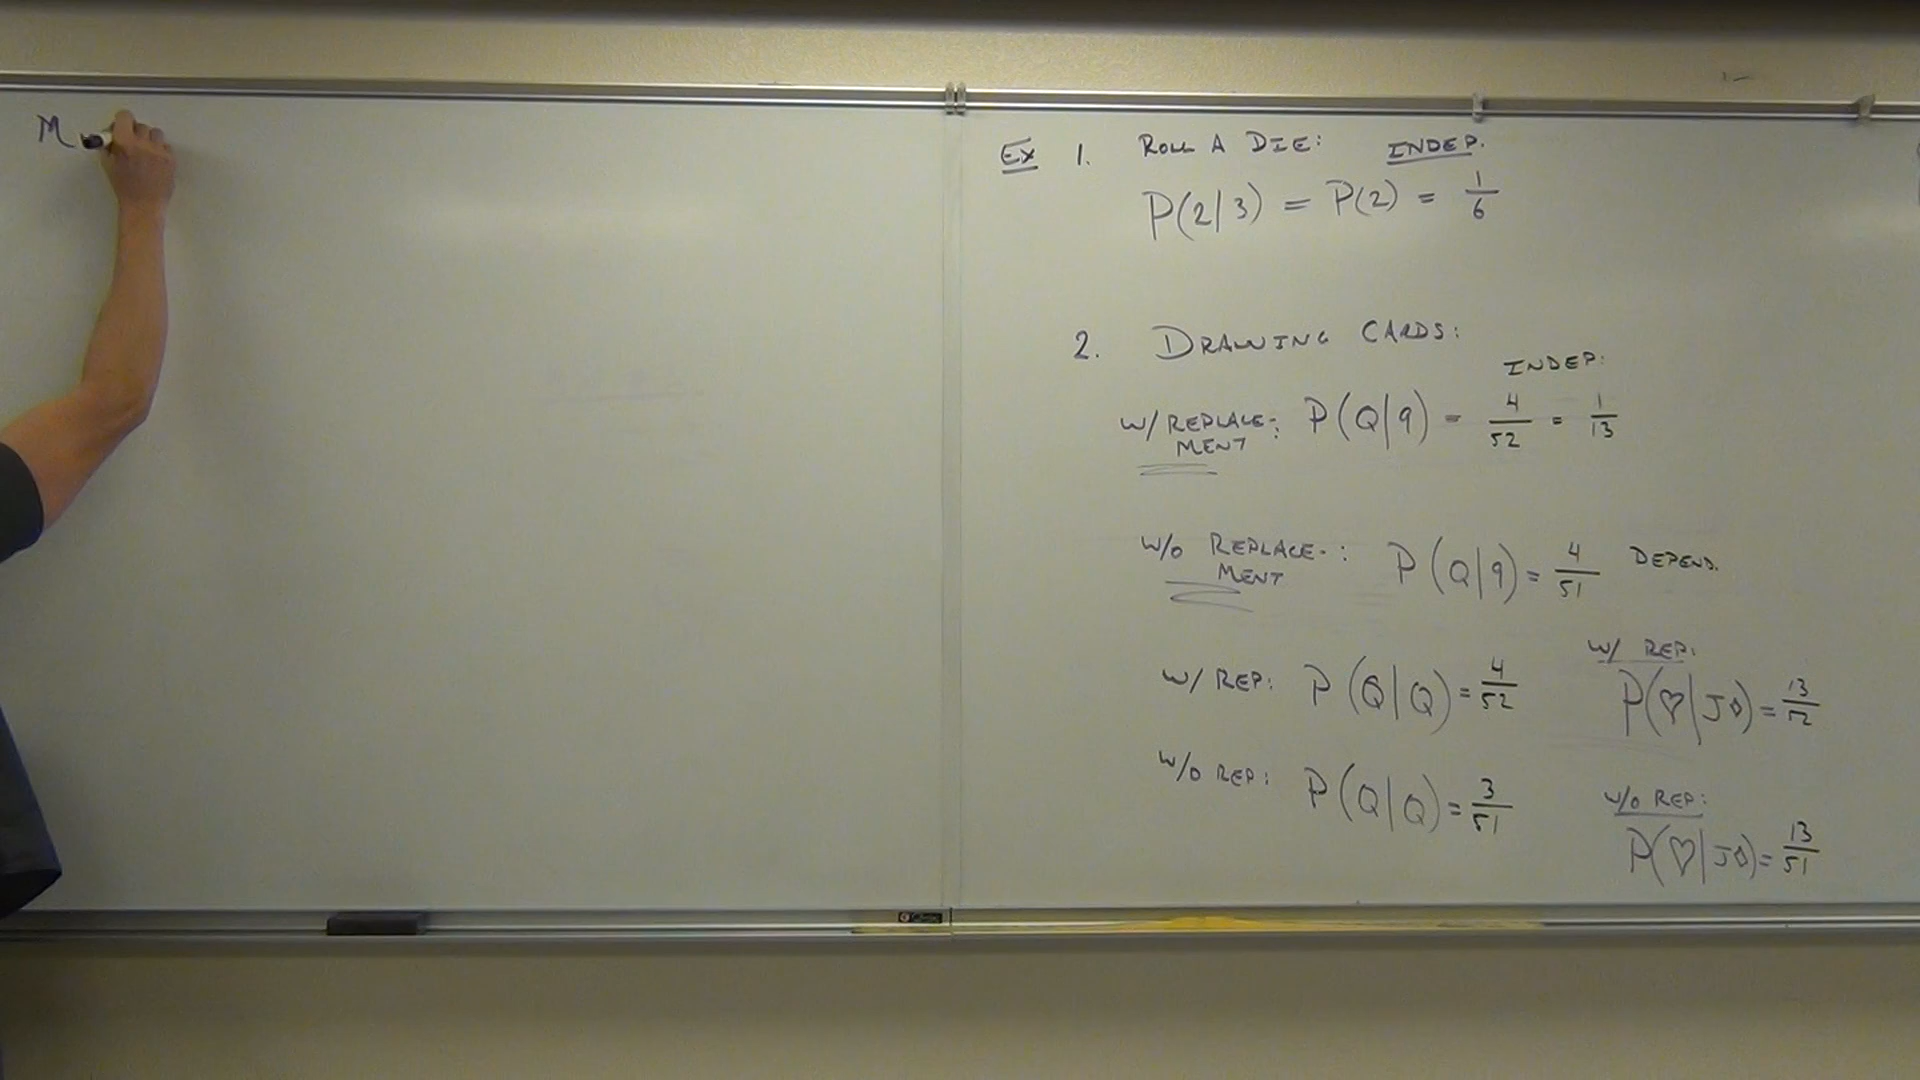 M
Ex 1. ROLL A DIE: INDEP.
P(2|3) = P(2) = 1/6
2. DRAWING CARDS:
INDEP:
W/ REPLACE-MENT: P(Q|9) = 4/52 = 1/13
W/O REPLACE-MENT: P(Q|9) = 4/51 DEPEND.
W/ REP: P(Q|Q) = 4/52
W/O REP: P(Q|Q) = 3/51
W/ REP:
P(♡|J◊) = 13/52
W/O REP:
P(♡|J◊) = 13/51